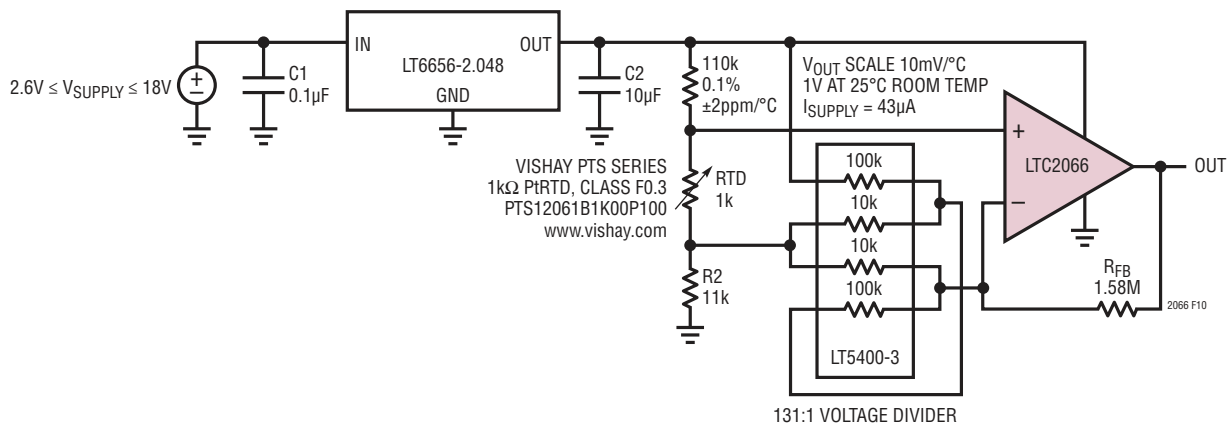 IN
LT6656-2.048
OUT
GND
2.6V ≤ VSUPPLY ≤ 18V
+
−
C1
0.1µF
C2
10µF
110k
0.1%
±2ppm/°C
VOUT SCALE 10mV/°C
1V AT 25°C ROOM TEMP
ISUPPLY = 43µA
VISHAY PTS SERIES
1kΩ PtRTD, CLASS F0.3
PTS12061B1K00P100
www.vishay.com
RTD
1k
R2
11k
100k
10k
10k
100k
LT5400-3
131:1 VOLTAGE DIVIDER
+
−
LTC2066
OUT
RFB
1.58M
2066 F10